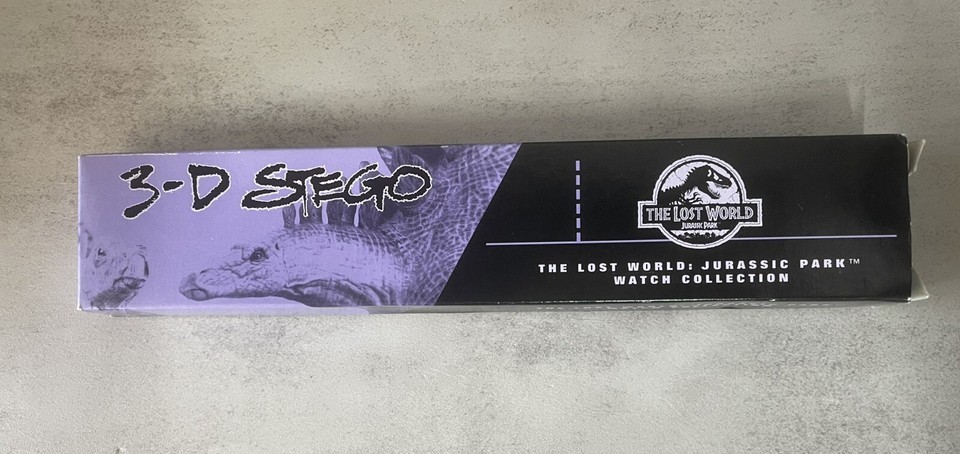 3-D STEGO
THE LOST WORLD
JURASSIC PARK
THE LOST WORLD: JURASSIC PARK™
WATCH COLLECTION